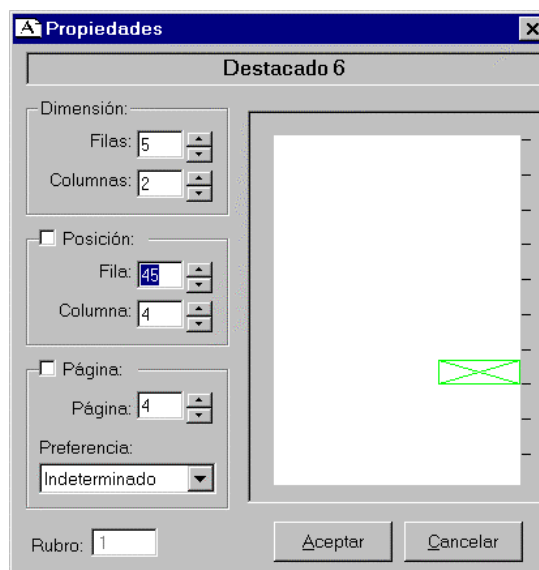 A Propiedades
Destacado 6
Dimensión:
Filas: 5
Columnas: 2
Posición:
Fila: 45
Columna: 4
Página:
Página: 4
Preferencia:
Indeterminado
Rubro: 1
Aceptar
Cancelar